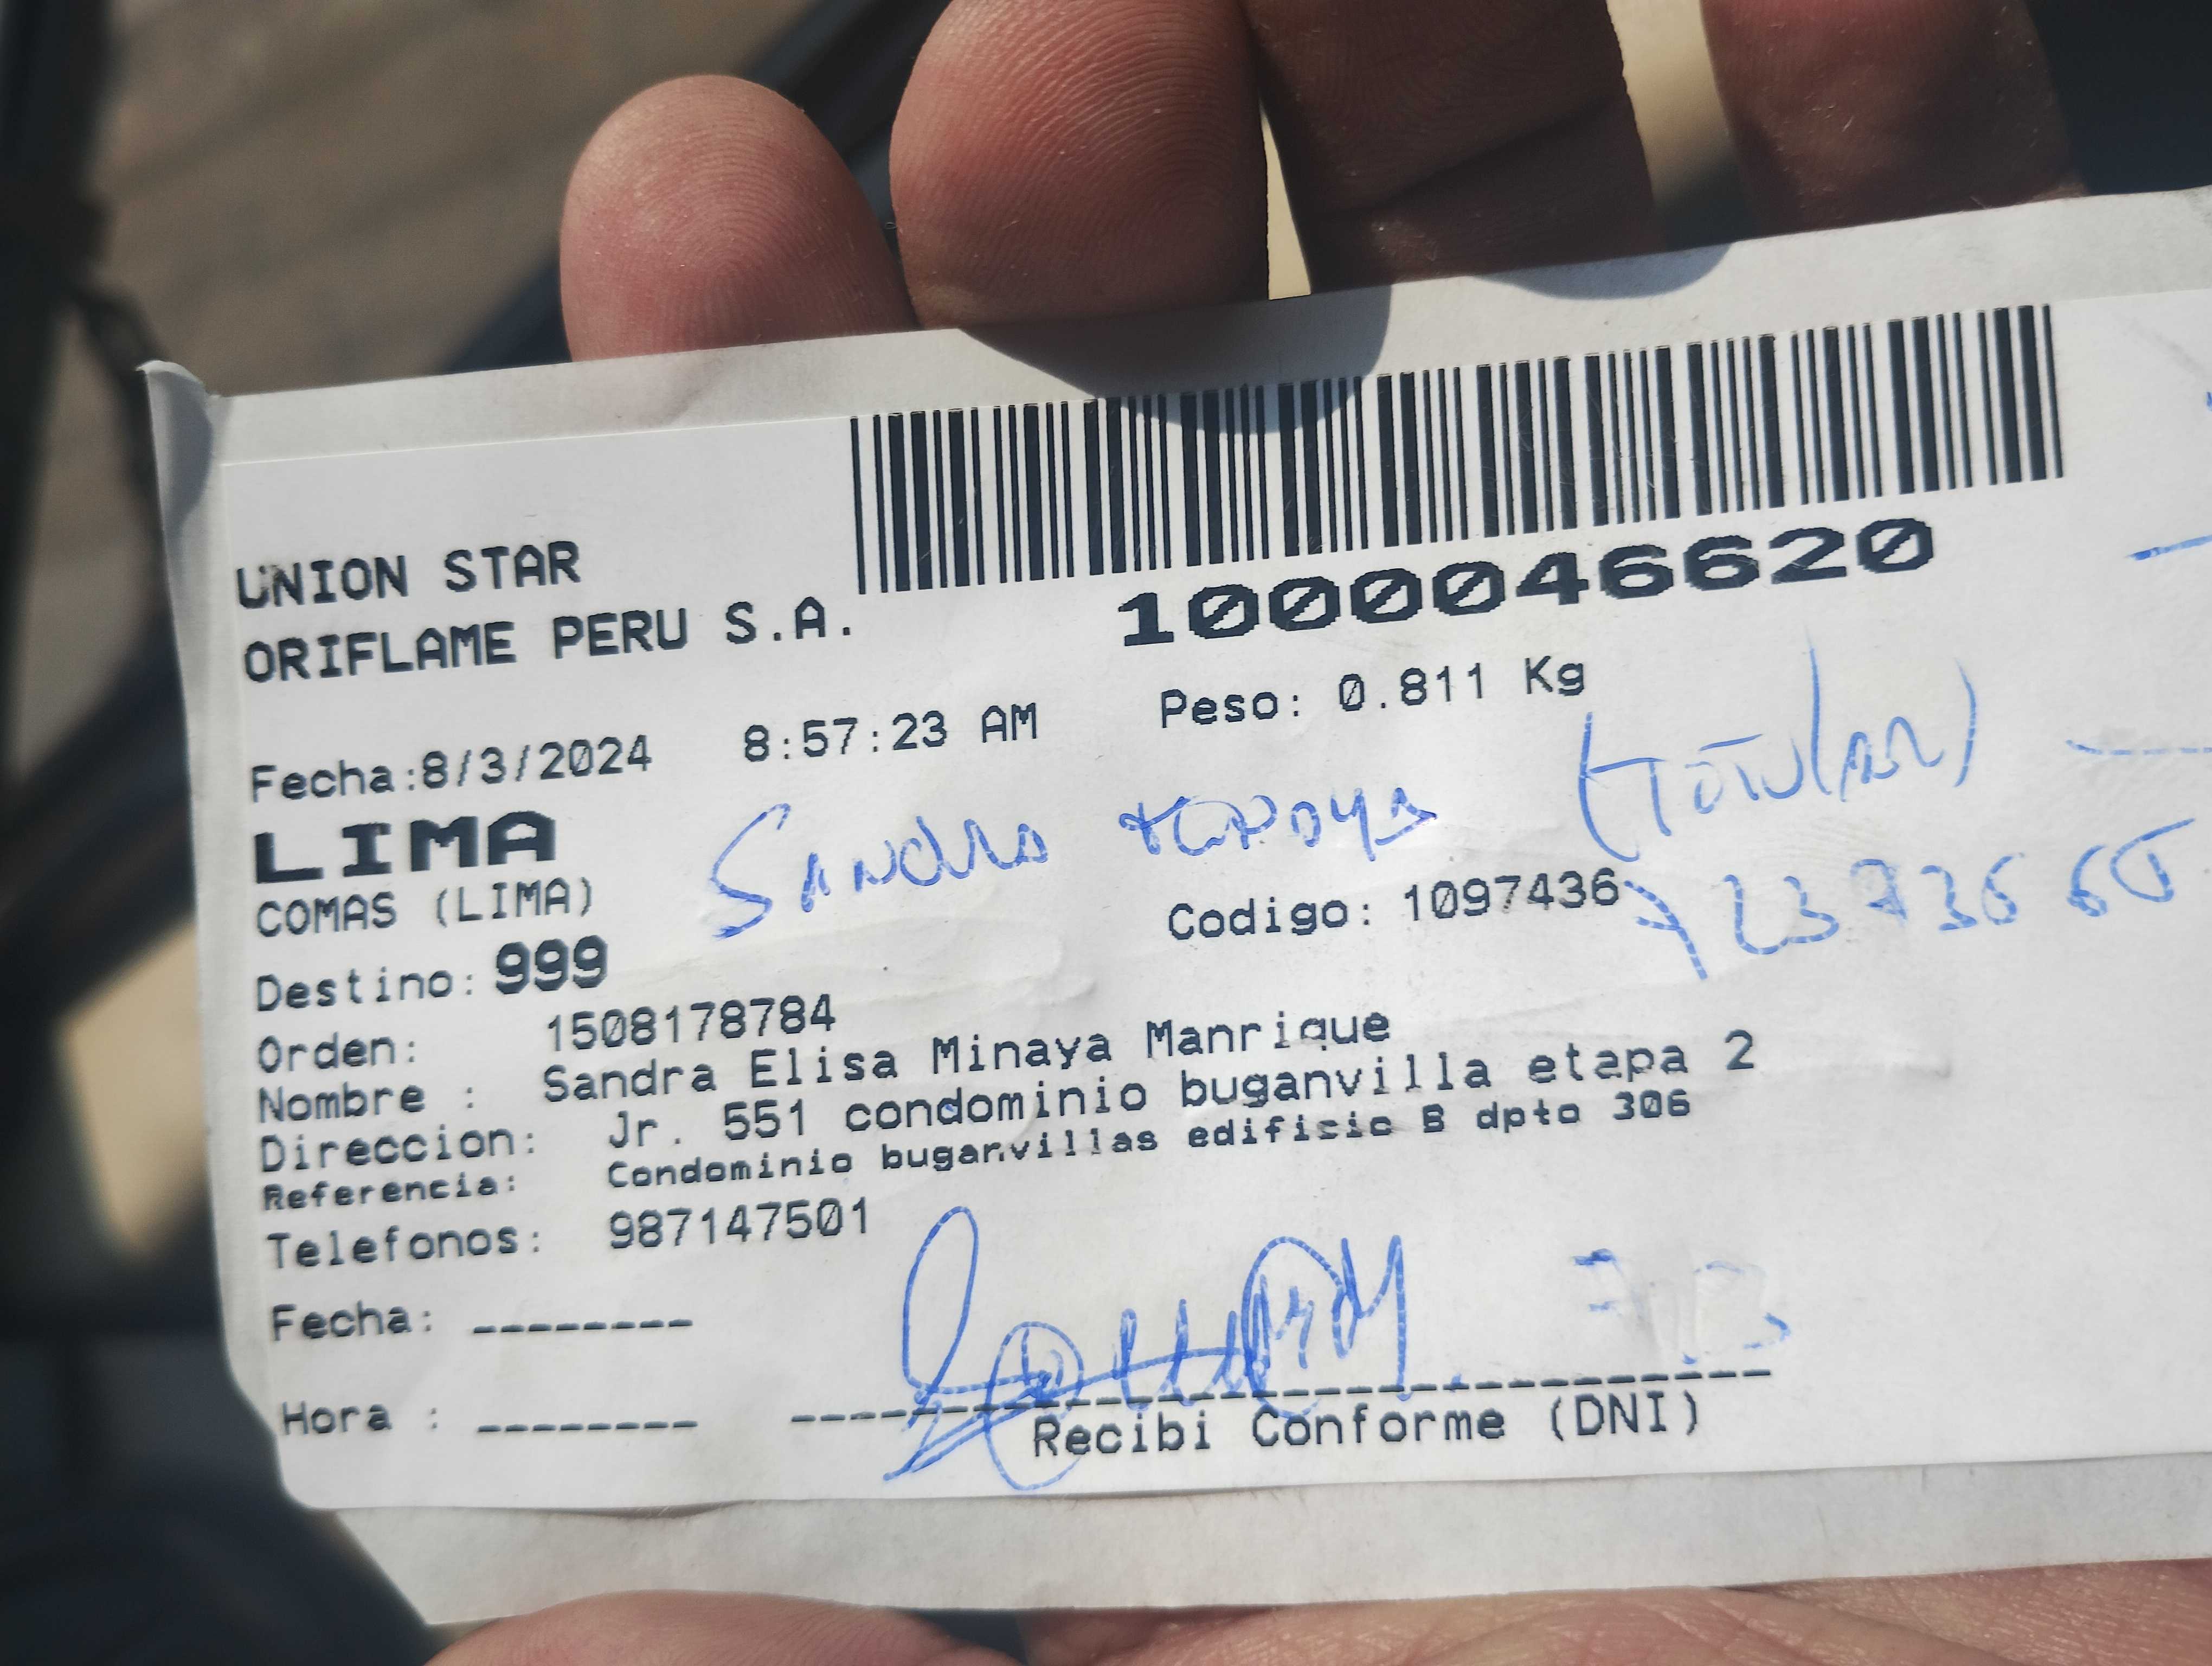 UNION STAR
ORIFLAME PERU S.A.
1000046620
Fecha:8/3/2024 8:57:23 AM Peso: 0.811 Kg
LIMA
(TITULAR)
COMAS (LIMA)
SANDRA
Destino: 999 Codigo: 1097436
Orden: 1508178784
Nombre : Sandra Elisa Minaya Manrique
Direccion: Jr. 551 condominio buganvilla etapa 2
Referencia: Condominio buganvillas edificio B dpto 306
Telefonos: 987147501
Fecha: --------
Hora : --------
Recibi Conforme (DNI)